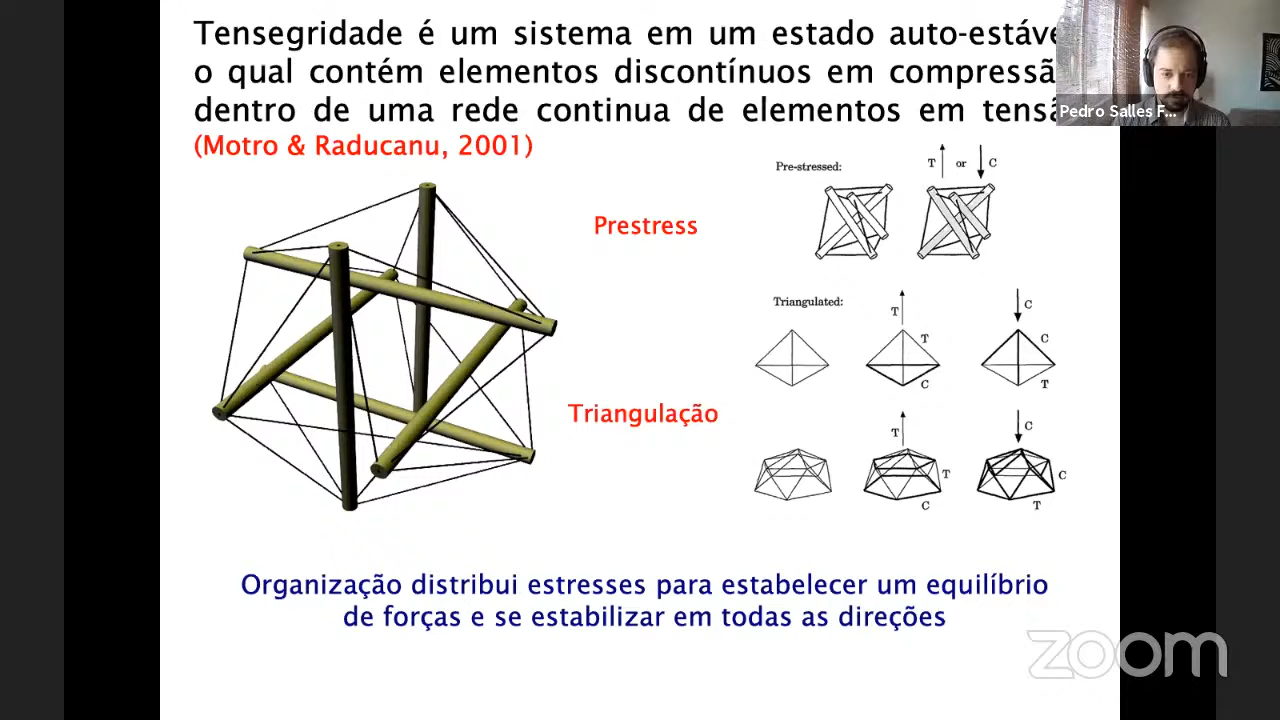 Tensegridade é um sistema em um estado auto-estáve
o qual contém elementos discontínuos em compressã
dentro de uma rede continua de elementos em tensã
(Motro & Raducanu, 2001)
Pedro Salles F...
Pre-stressed:
T or C
Prestress
Triangulated:
T
C
T
C
C
T
Triangulação
T
C
T
C
C
T
Organização distribui estresses para estabelecer um equilíbrio
de forças e se estabilizar em todas as direções
zoom